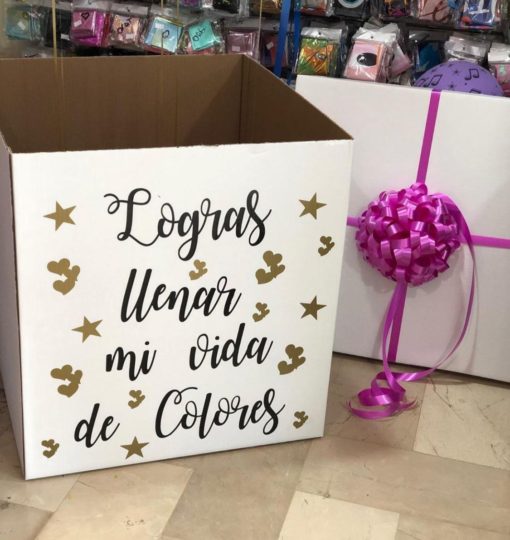 Logras
llenar
mi vida
de Colores